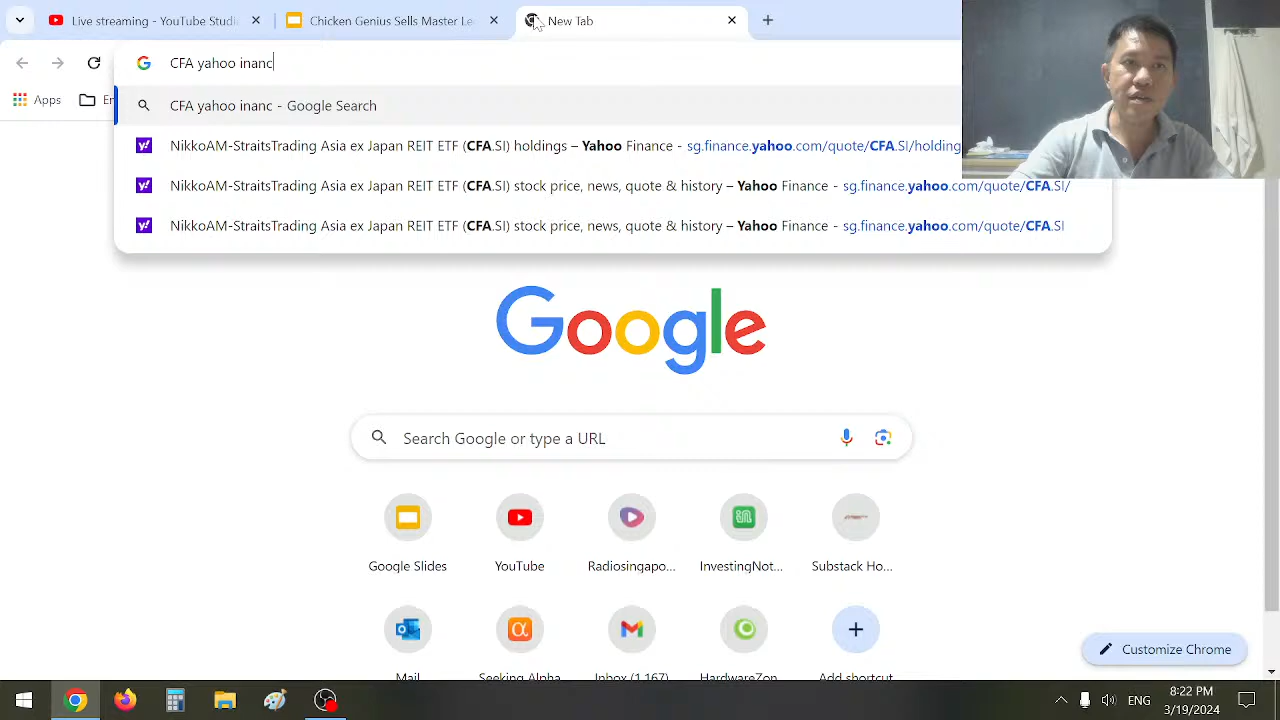 Live streaming - YouTube Studi
Chicken Genius Sells Master Le
New Tab
CFA yahoo inanc
Apps
Er
CFA yahoo inanc - Google Search
NikkoAM-StraitsTrading Asia ex Japan REIT ETF (CFA.SI) holdings – Yahoo Finance - sg.finance.yahoo.com/quote/CFA.SI/holding
NikkoAM-StraitsTrading Asia ex Japan REIT ETF (CFA.SI) stock price, news, quote & history – Yahoo Finance - sg.finance.yahoo.com/quote/CFA.SI/
NikkoAM-StraitsTrading Asia ex Japan REIT ETF (CFA.SI) stock price, news, quote & history – Yahoo Finance - sg.finance.yahoo.com/quote/CFA.SI
Google
Search Google or type a URL
Google Slides
YouTube
Radiosingapo...
InvestingNot...
Substack Ho...
Mail
Seeking Alpha
Inbox (1,167)
HardwareZon...
Add shortcut
Customize Chrome
ENG
8:22 PM
3/19/2024